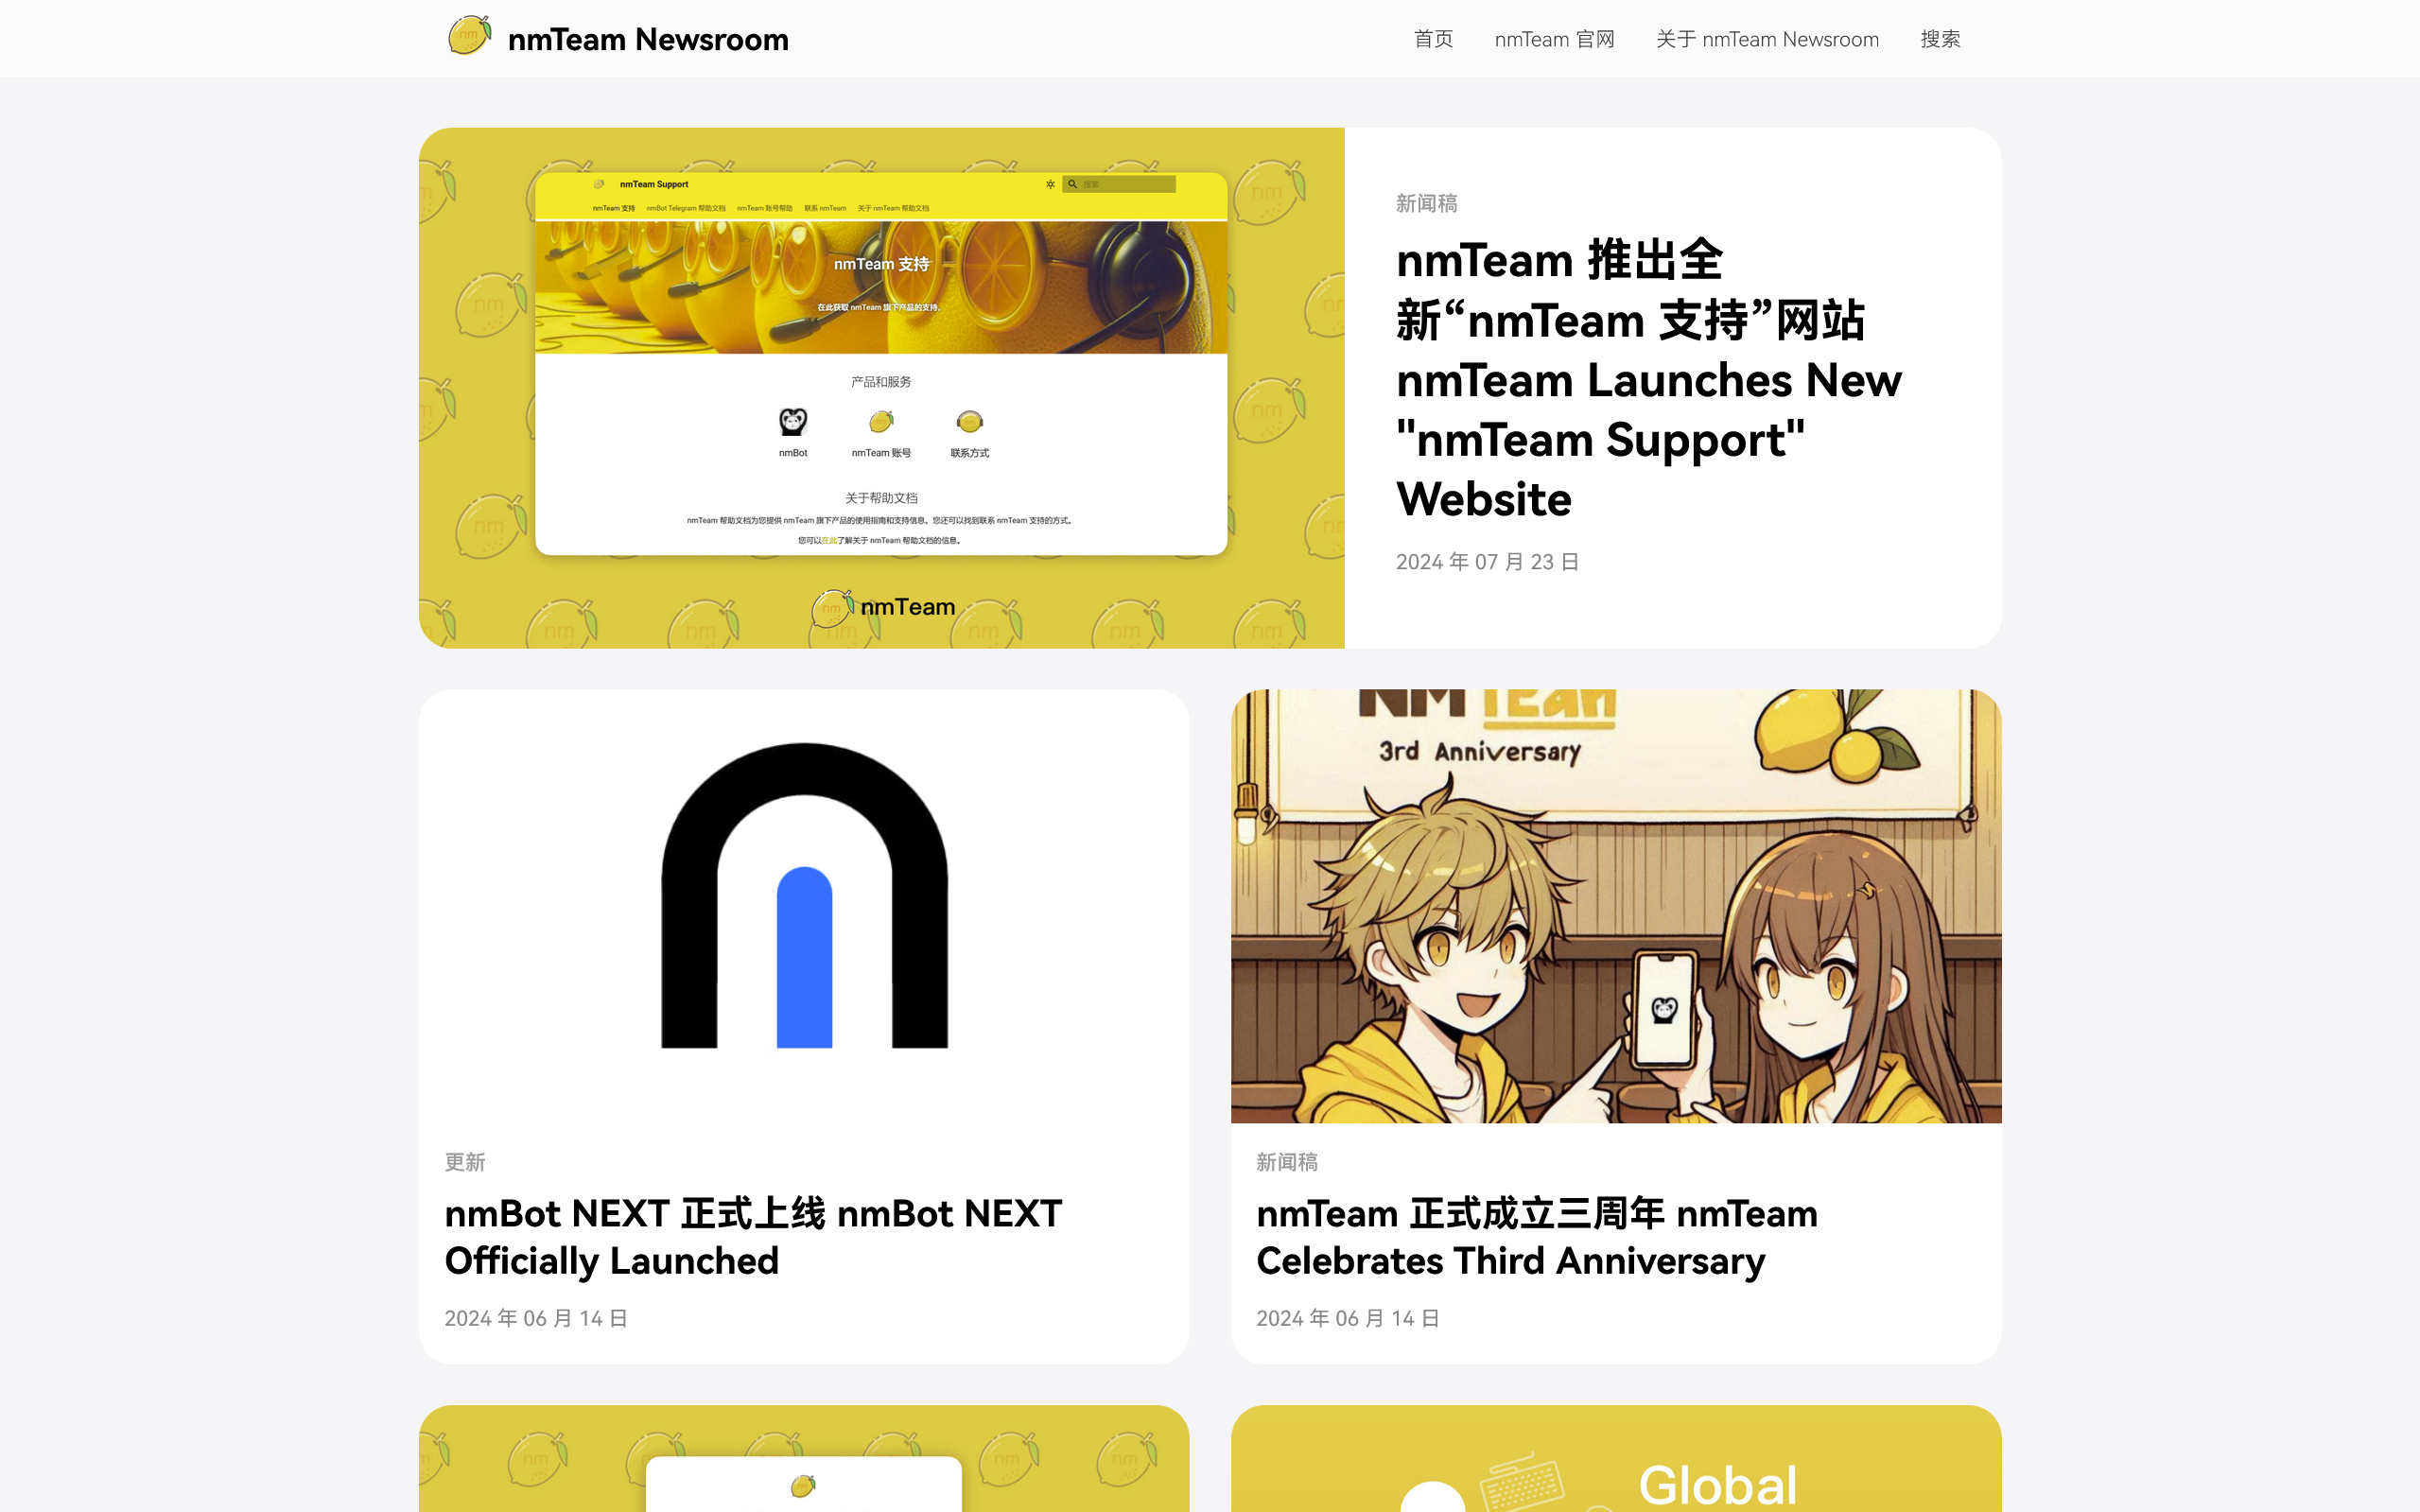 nmTeam Newsroom
首页 nmTeam 官网 关于 nmTeam Newsroom 搜索
nmTeam Support
搜索
nmTeam 支持 nmBot Telegram 帮助文档 nmTeam 账号帮助 联系 nmTeam 关于 nmTeam 帮助文档
nmTeam 支持
在此获取 nmTeam 旗下产品的支持。
产品和服务
nmBot nmTeam 账号 联系方式
关于帮助文档
nmTeam 帮助文档为您提供 nmTeam 旗下产品的使用指南和支持信息。您还可以找到联系 nmTeam 支持的方式。
您可以在此了解关于 nmTeam 帮助文档的信息。
nm nmTeam
新闻稿
nmTeam 推出全
新“nmTeam 支持”网站
nmTeam Launches New
"nmTeam Support"
Website
2024 年 07 月 23 日
更新
nmBot NEXT 正式上线 nmBot NEXT
Officially Launched
2024 年 06 月 14 日
NM TEAM
3rd Anniversary
新闻稿
nmTeam 正式成立三周年 nmTeam
Celebrates Third Anniversary
2024 年 06 月 14 日
Global